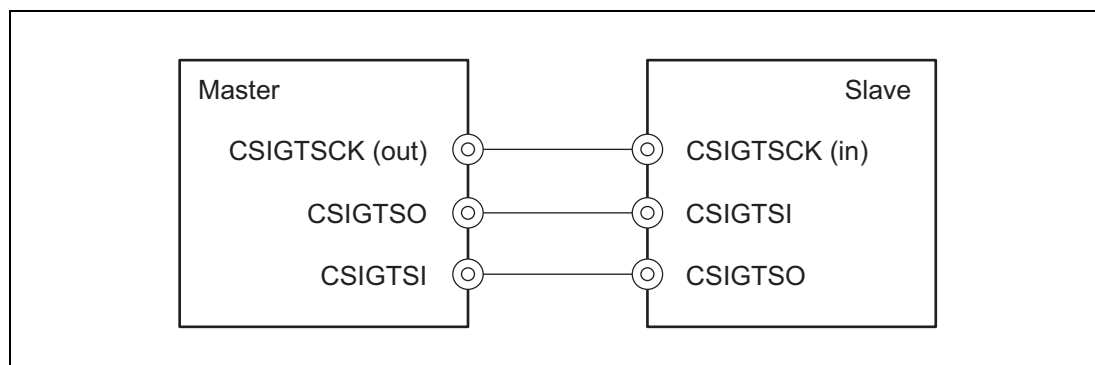 Master Slave
CSIGTSCK (out) CSIGTSCK (in)
CSIGTSO CSIGTSI
CSIGTSI CSIGTSO